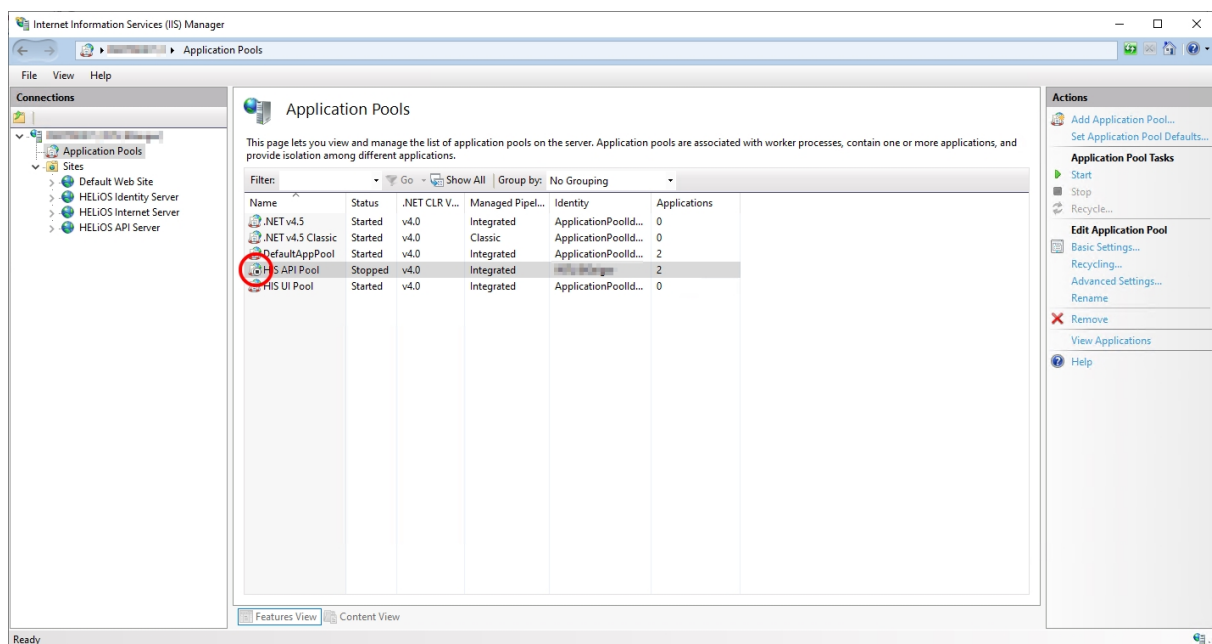 Internet Information Services (IIS) Manager
Application Pools
File View Help
Connections
Application Pools
Sites
Default Web Site
HELiOS Identity Server
HELiOS Internet Server
HELiOS API Server
Application Pools
This page lets you view and manage the list of application pools on the server. Application pools are associated with worker processes, contain one or more applications, and
provide isolation among different applications.
Filter: Go Show All Group by: No Grouping
Name Status .NET CLR V... Managed Pipel... Identity Applications
.NET v4.5 Started v4.0 Integrated ApplicationPoolId... 0
.NET v4.5 Classic Started v4.0 Classic ApplicationPoolId... 0
DefaultAppPool Started v4.0 Integrated ApplicationPoolId... 2
HIS API Pool Stopped v4.0 Integrated 2
HIS UI Pool Started v4.0 Integrated ApplicationPoolId... 0
Features View Content View
Actions
Add Application Pool...
Set Application Pool Defaults...
Application Pool Tasks
Start
Stop
Recycle...
Edit Application Pool
Basic Settings...
Recycling...
Advanced Settings...
Rename
Remove
View Applications
Help
Ready